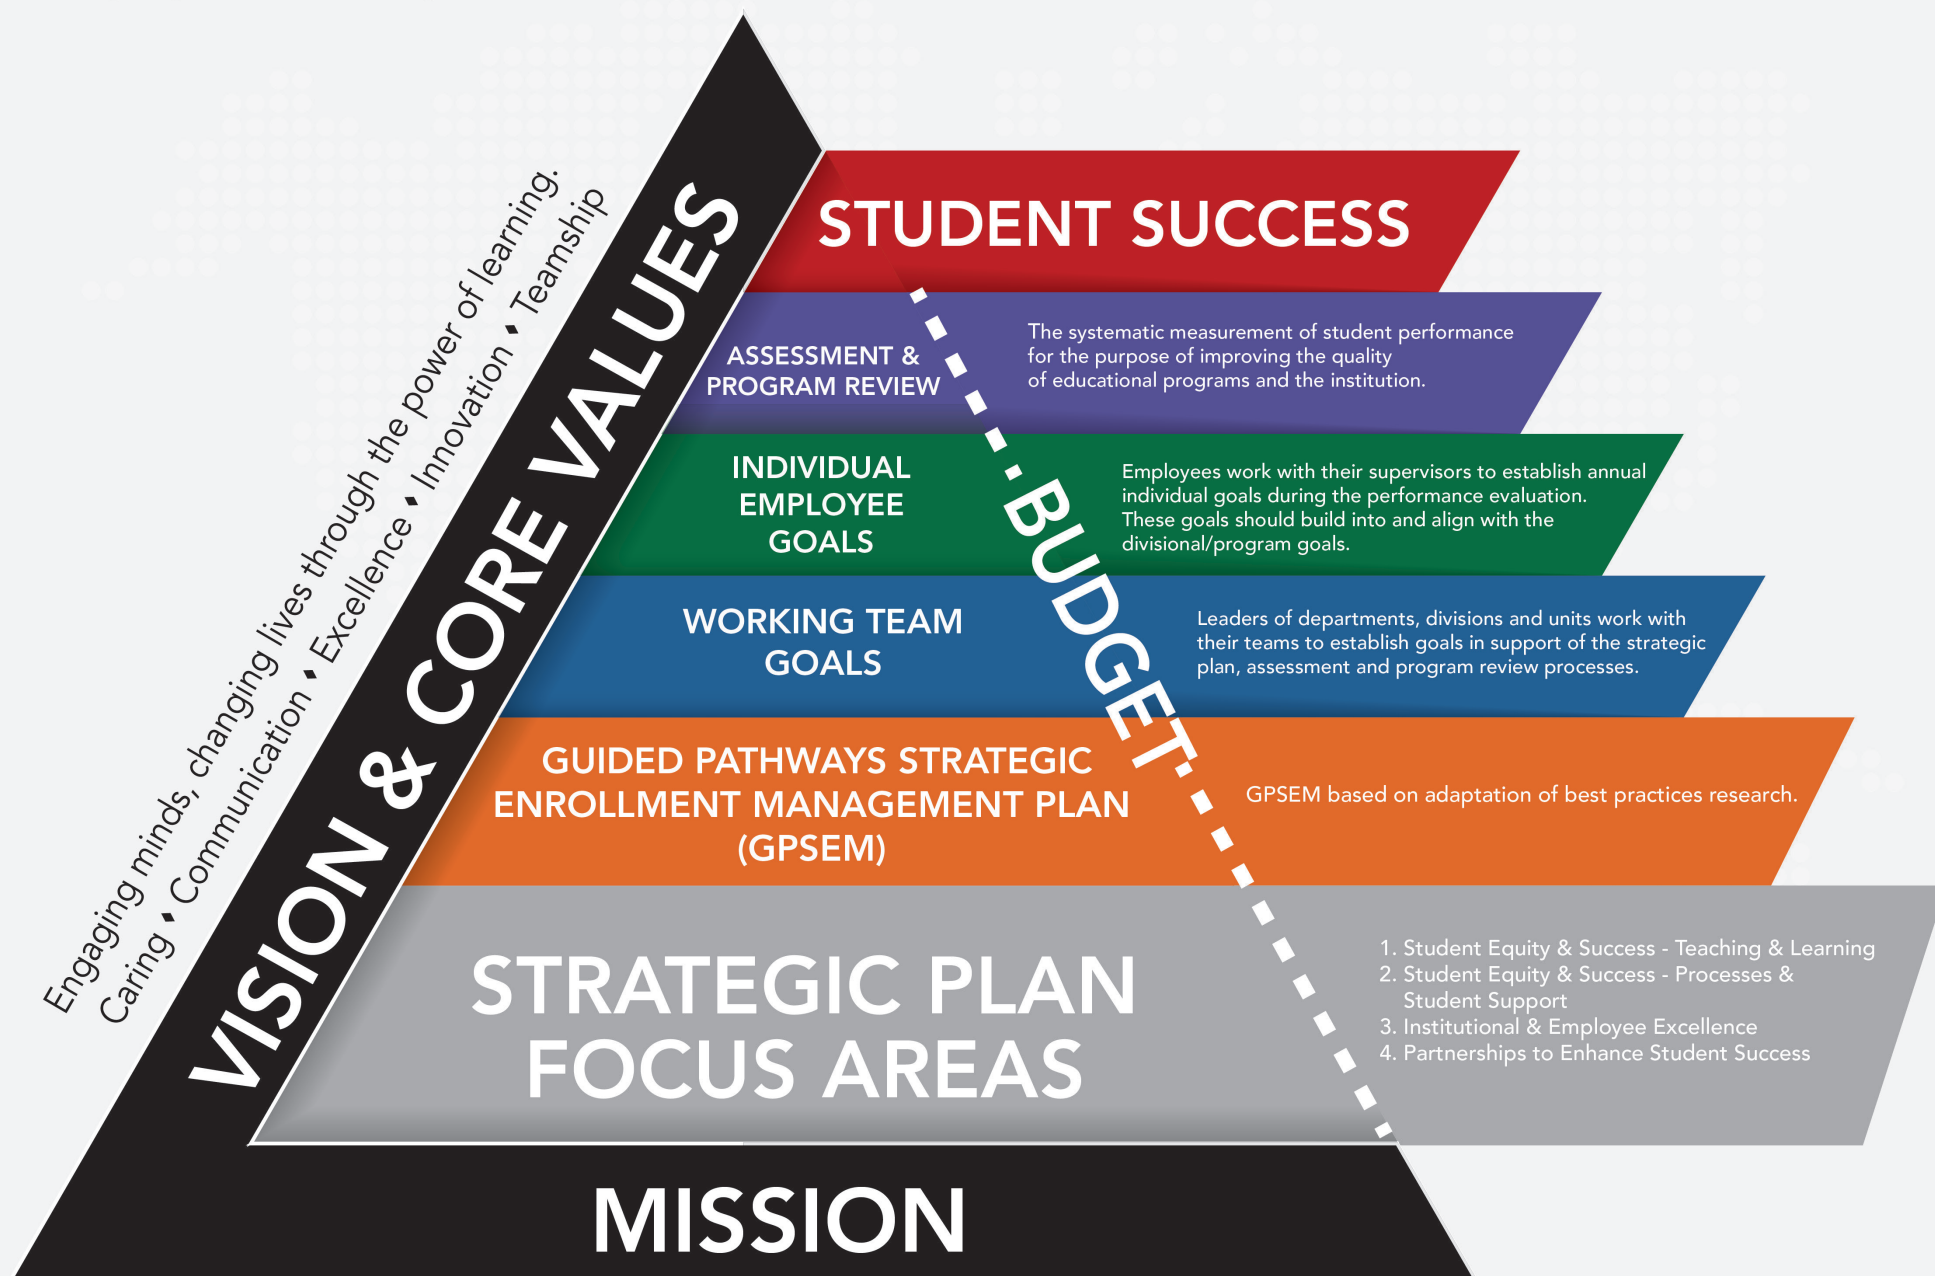 Engaging minds, changing lives through the power of learning.
Caring ♦ Communication ♦ Excellence ♦ Innovation ♦ Teamship
VISION & CORE VALUES
STUDENT SUCCESS
ASSESSMENT &
PROGRAM REVIEW
The systematic measurement of student performance
for the purpose of improving the quality
of educational programs and the institution.
INDIVIDUAL
EMPLOYEE
GOALS
Employees work with their supervisors to establish annual
individual goals during the performance evaluation.
These goals should build into and align with the
divisional/program goals.
BUDGET
WORKING TEAM
GOALS
Leaders of departments, divisions and units work with
their teams to establish goals in support of the strategic
plan, assessment and program review processes.
GUIDED PATHWAYS STRATEGIC
ENROLLMENT MANAGEMENT PLAN
(GPSEM)
GPSEM based on adaptation of best practices research.
STRATEGIC PLAN
FOCUS AREAS
1. Student Equity & Success - Teaching & Learning
2. Student Equity & Success - Processes &
Student Support
3. Institutional & Employee Excellence
4. Partnerships to Enhance Student Success
MISSION